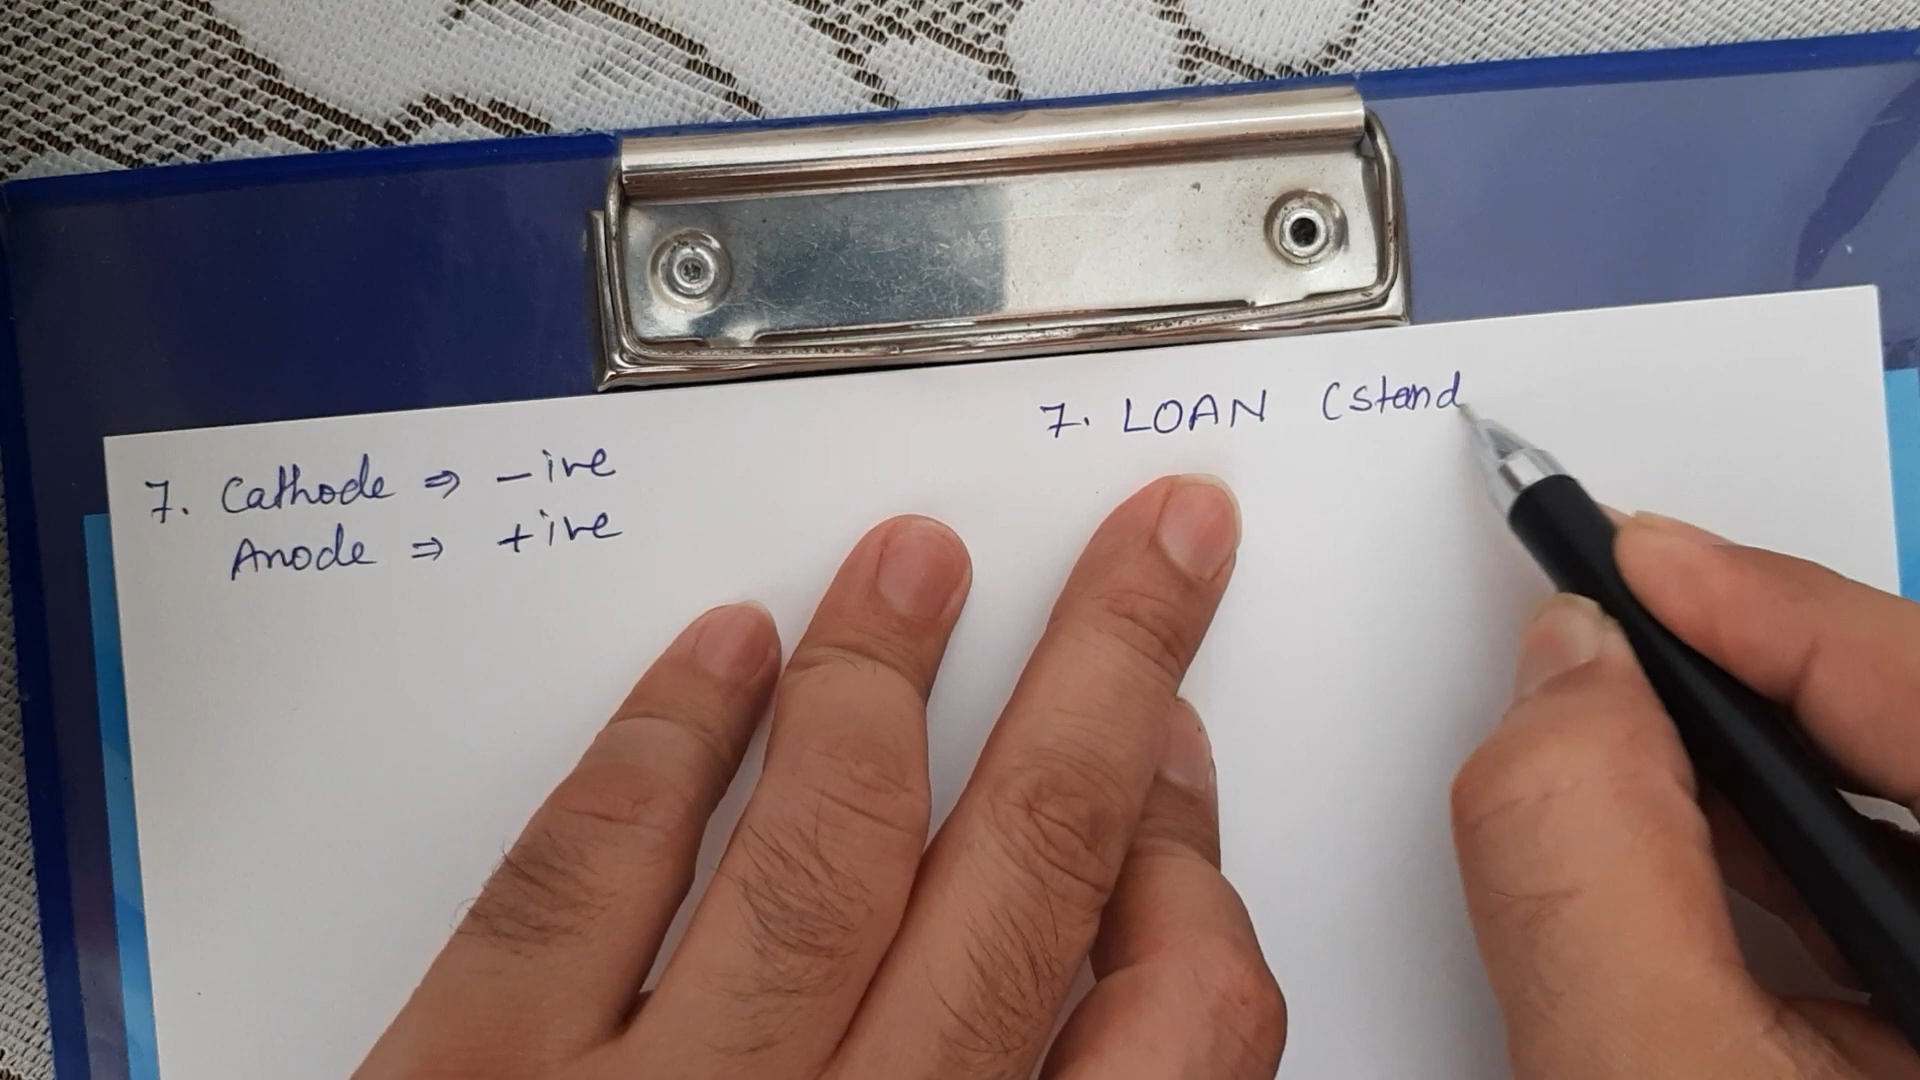 7. Cathode ⇒ -ive
Anode ⇒ +ive
7. LOAN (stand